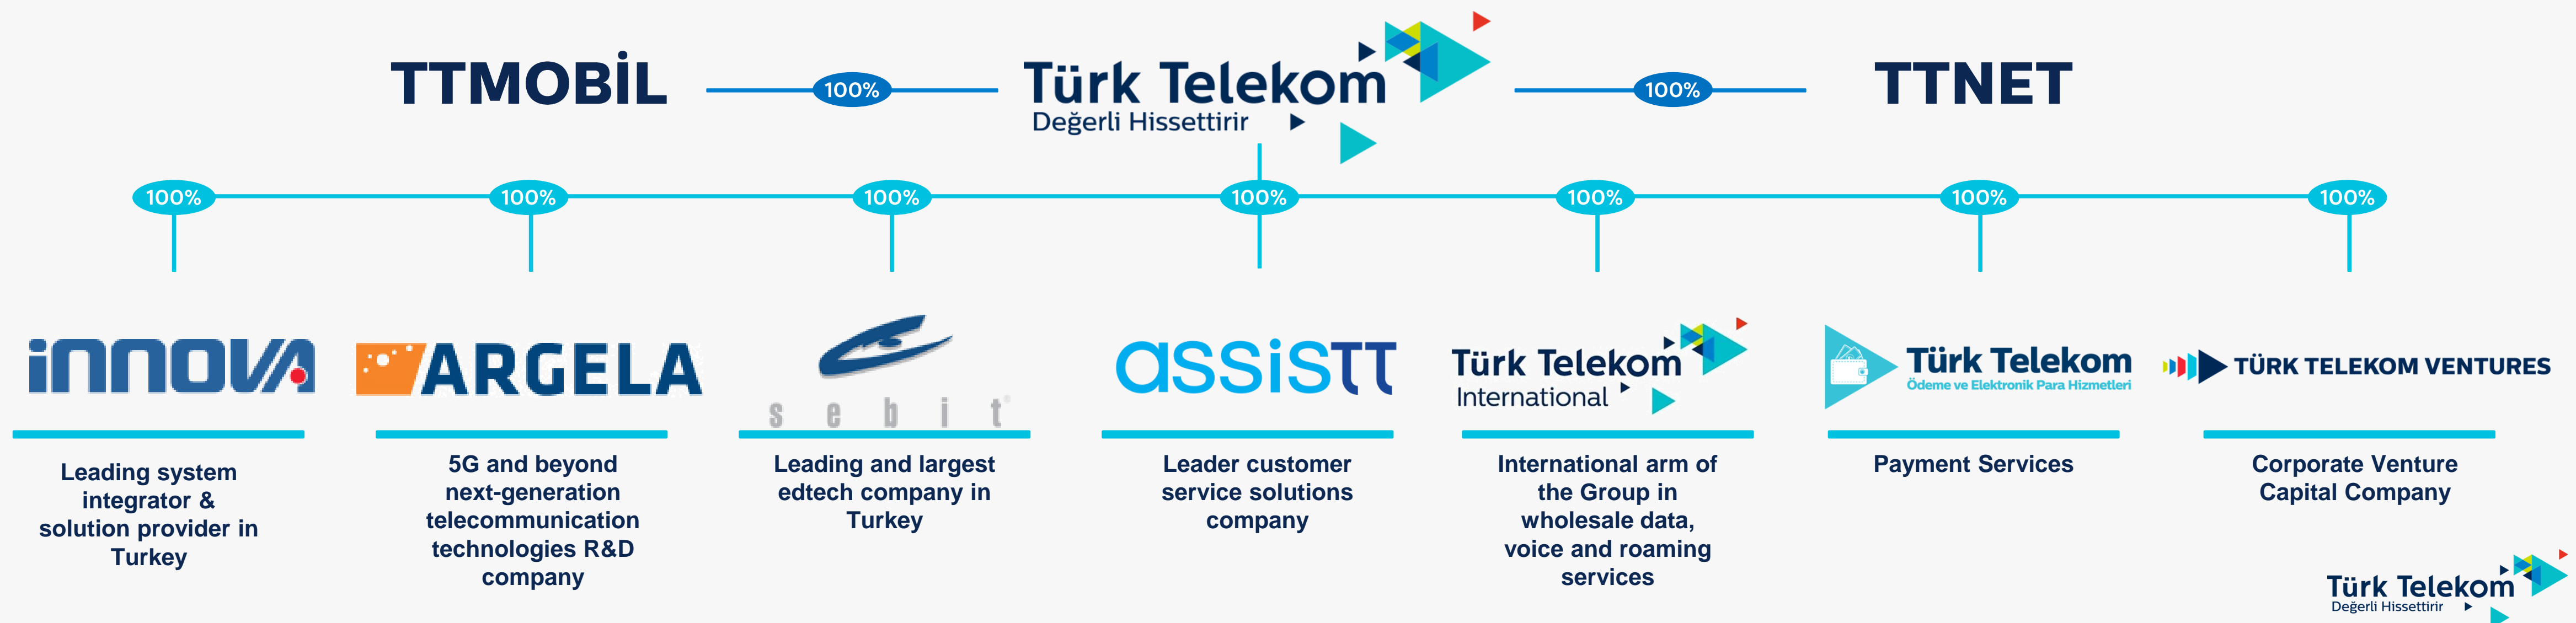 TTMOBİL
100%
Türk Telekom
Değerli Hissettirir
100%
TTNET
100%
100%
100%
100%
100%
100%
100%
innova
ARGELA
sebit
assistt
Türk Telekom
International
Türk Telekom
Ödeme ve Elektronik Para Hizmetleri
TÜRK TELEKOM VENTURES
Leading system
integrator &
solution provider in
Turkey
5G and beyond
next-generation
telecommunication
technologies R&D
company
Leading and largest
edtech company in
Turkey
Leader customer
service solutions
company
International arm of
the Group in
wholesale data,
voice and roaming
services
Payment Services
Corporate Venture
Capital Company
Türk Telekom
Değerli Hissettirir